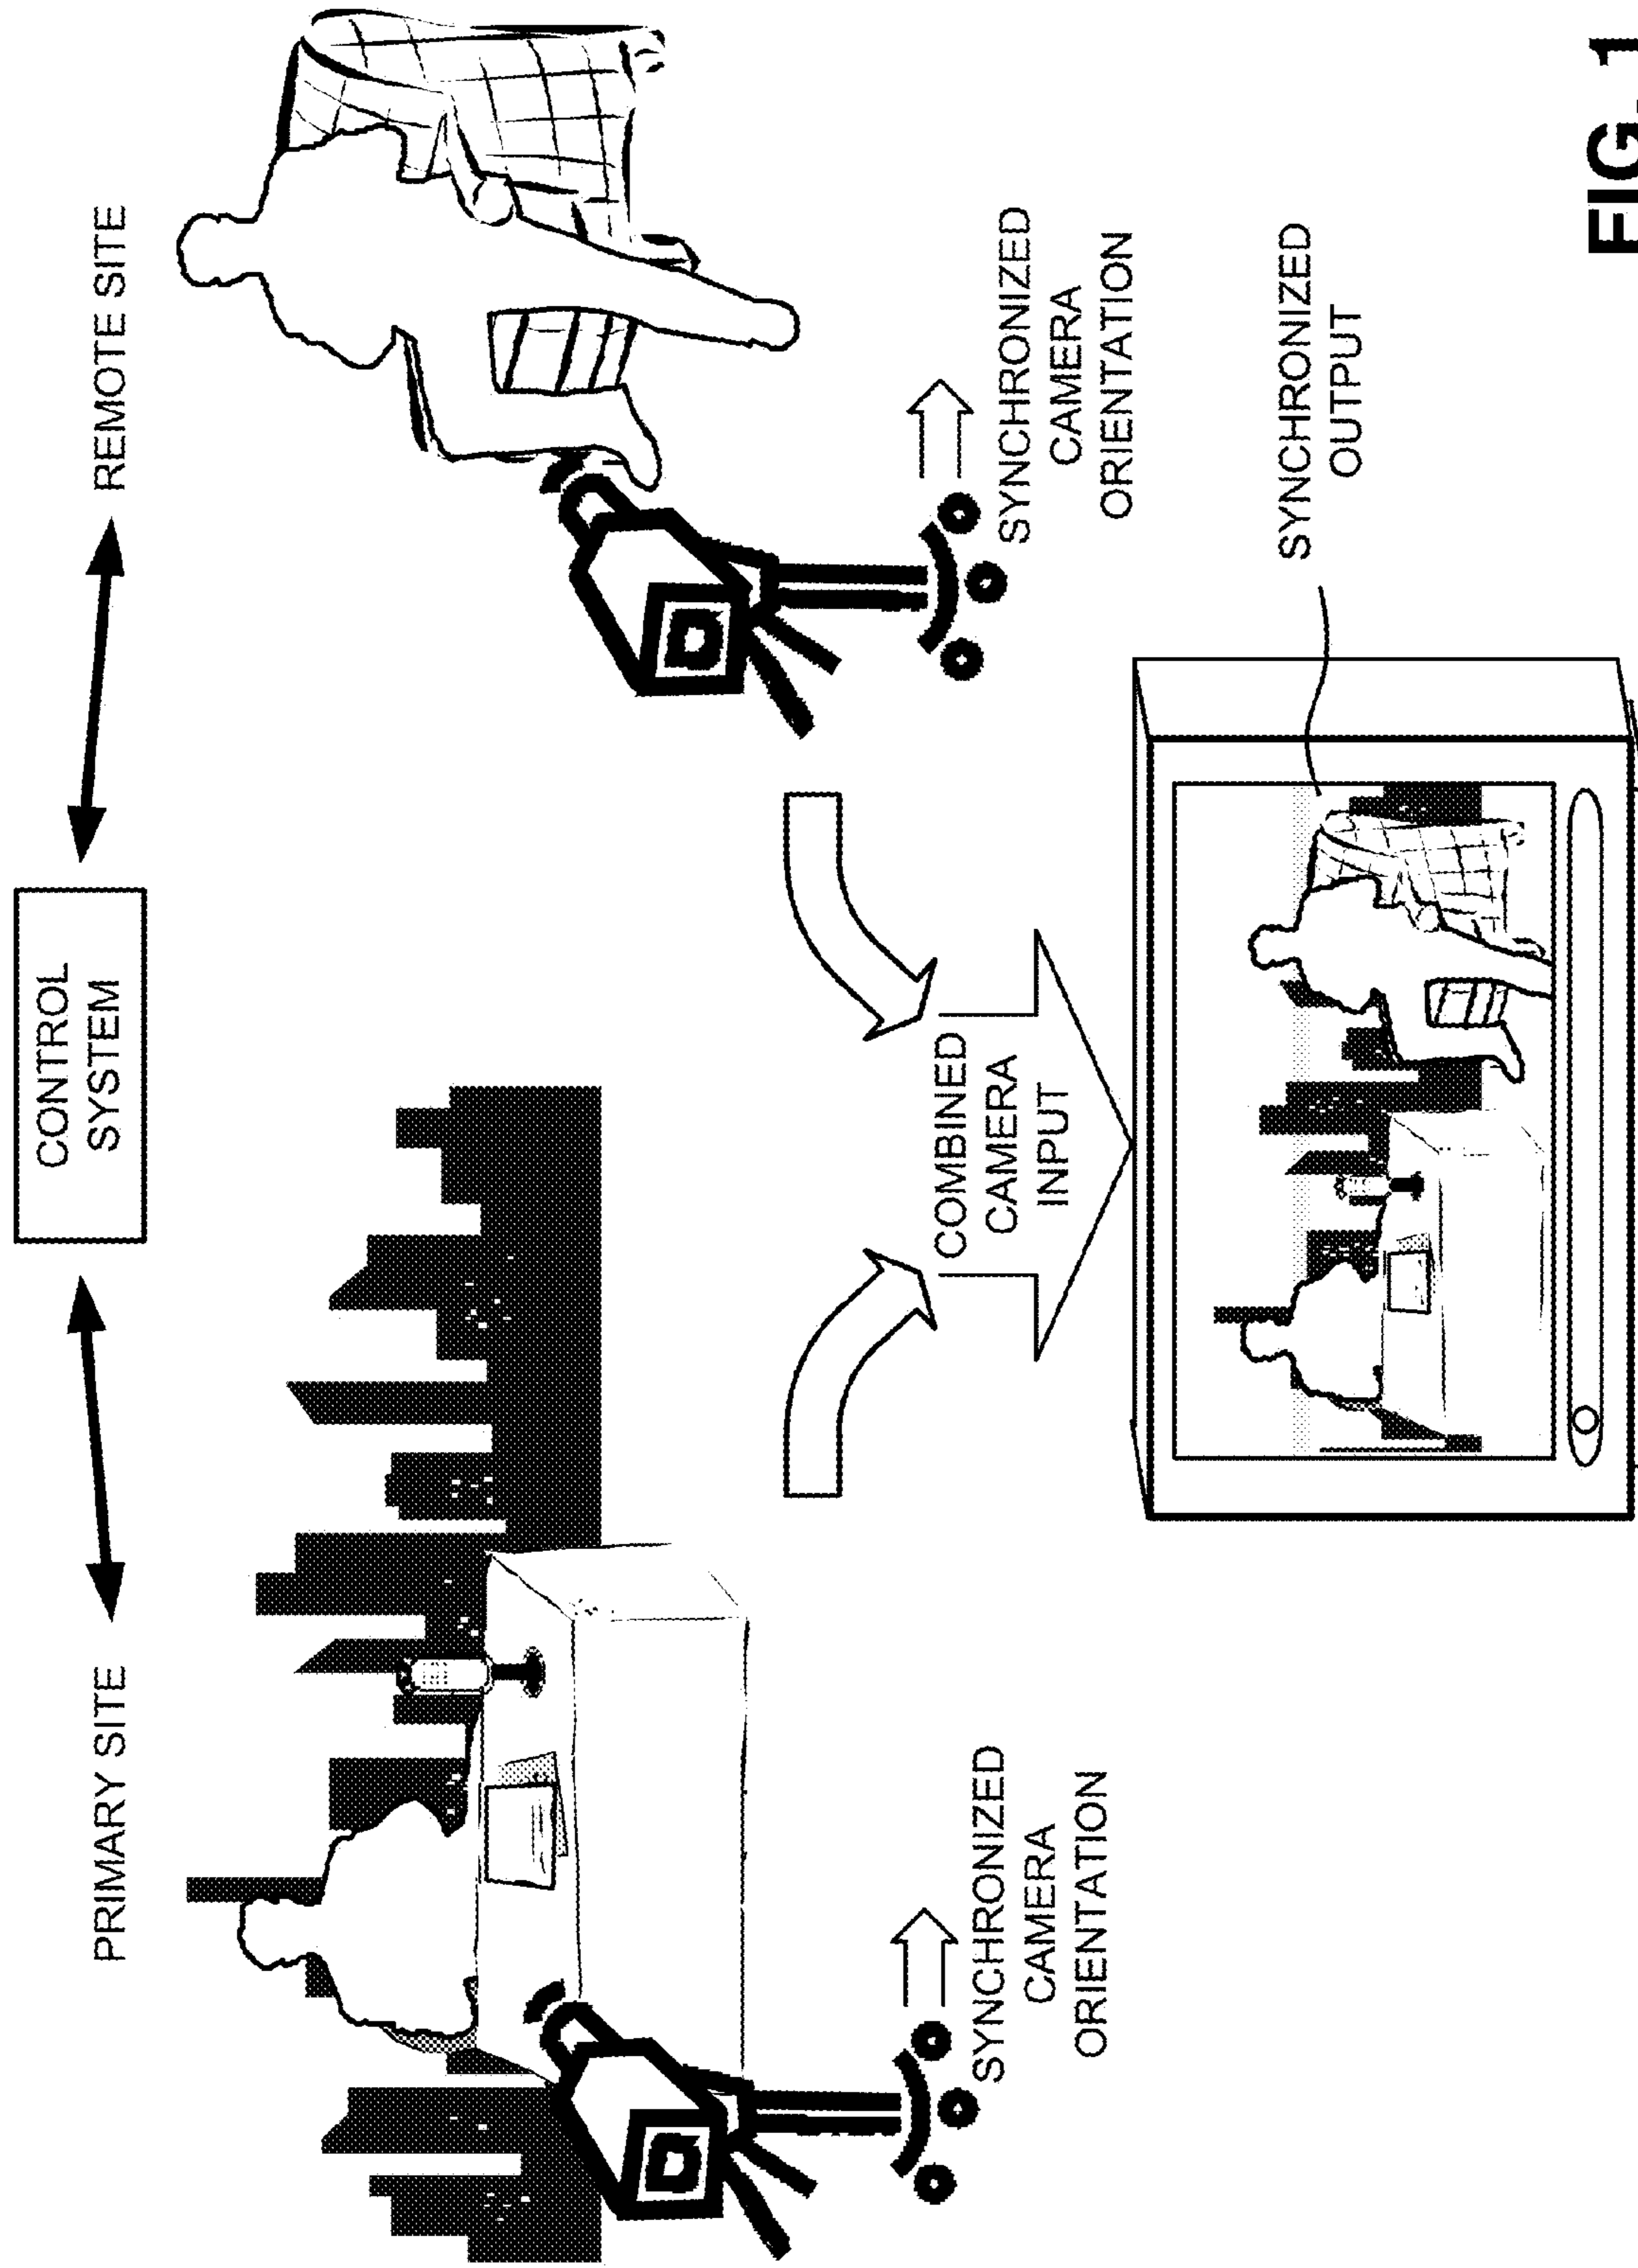 CONTROL
SYSTEM
PRIMARY SITE
REMOTE SITE
SYNCHRONIZED
CAMERA
ORIENTATION
SYNCHRONIZED
CAMERA
ORIENTATION
COMBINED
CAMERA
INPUT
SYNCHRONIZED
OUTPUT
FIG. 1